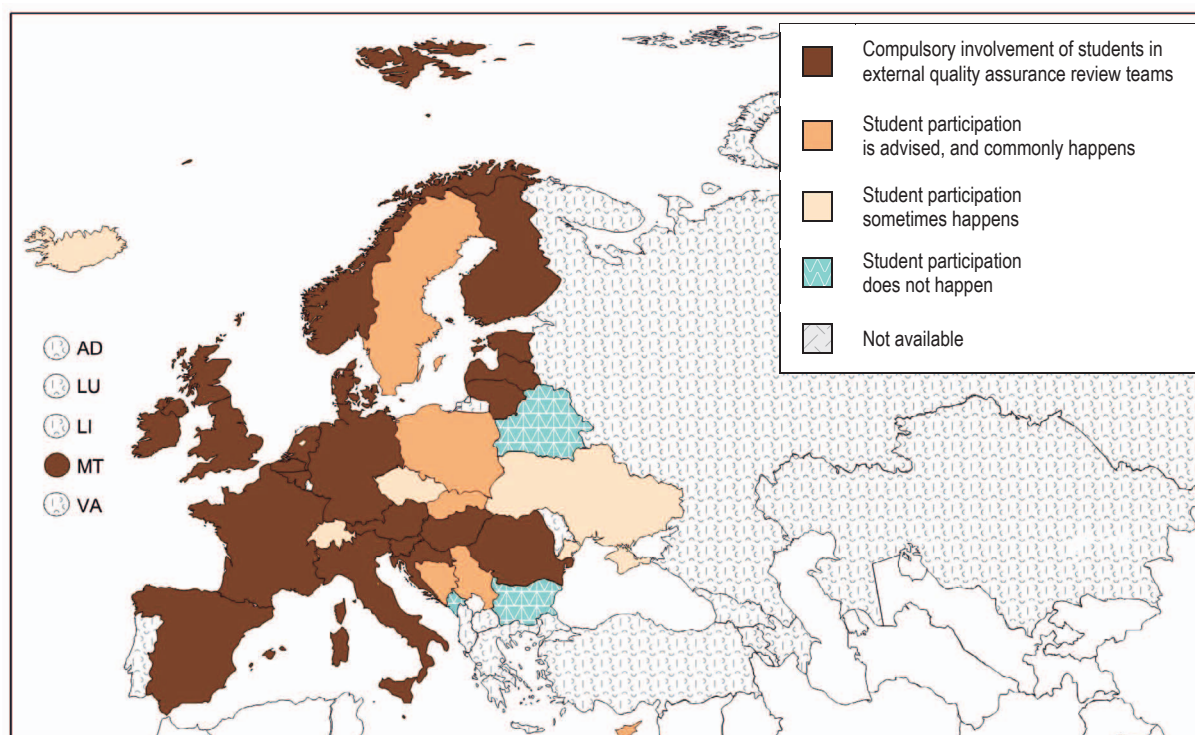 Compulsory involvement of students in
external quality assurance review teams
Student participation
is advised, and commonly happens
Student participation
sometimes happens
Student participation
does not happen
Not available
AD
LU
LI
MT
VA